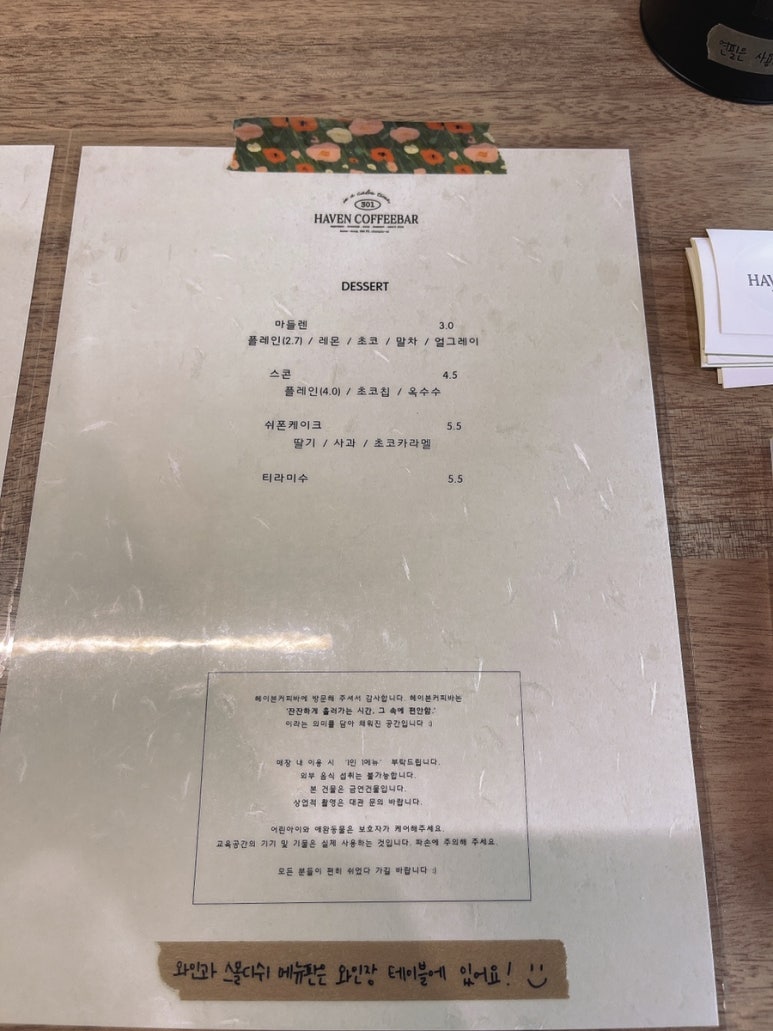 연필은
in a calm time,
301
HAVEN COFFEEBAR
DESSERT
마들렌 3.0
플레인(2.7) / 레몬 / 초코 / 말차 / 얼그레이
스콘 4.5
플레인(4.0) / 초코칩 / 옥수수
쉬폰케이크 5.5
딸기 / 사과 / 초코카라멜
티라미수 5.5
헤이븐커피바에 방문해 주셔서 감사합니다. 헤이븐커피바는
'잔잔하게 흘러가는 시간, 그 속에 편안함.'
이라는 의미를 담아 채워진 공간입니다 :)
매장 내 이용 시 '1인 1메뉴' 부탁드립니다.
외부 음식 섭취는 불가능합니다.
본 건물은 금연건물입니다.
상업적 촬영은 대관 문의 바랍니다.
어린아이와 애완동물은 보호자가 케어해주세요.
교육공간의 기기 및 기물은 실제 사용하는 것입니다. 파손에 주의해 주세요.
모든 분들이 편히 쉬었다 가길 바랍니다 :)
와인과 스몰디쉬 메뉴판은 와인장 테이블에 있어요! :)